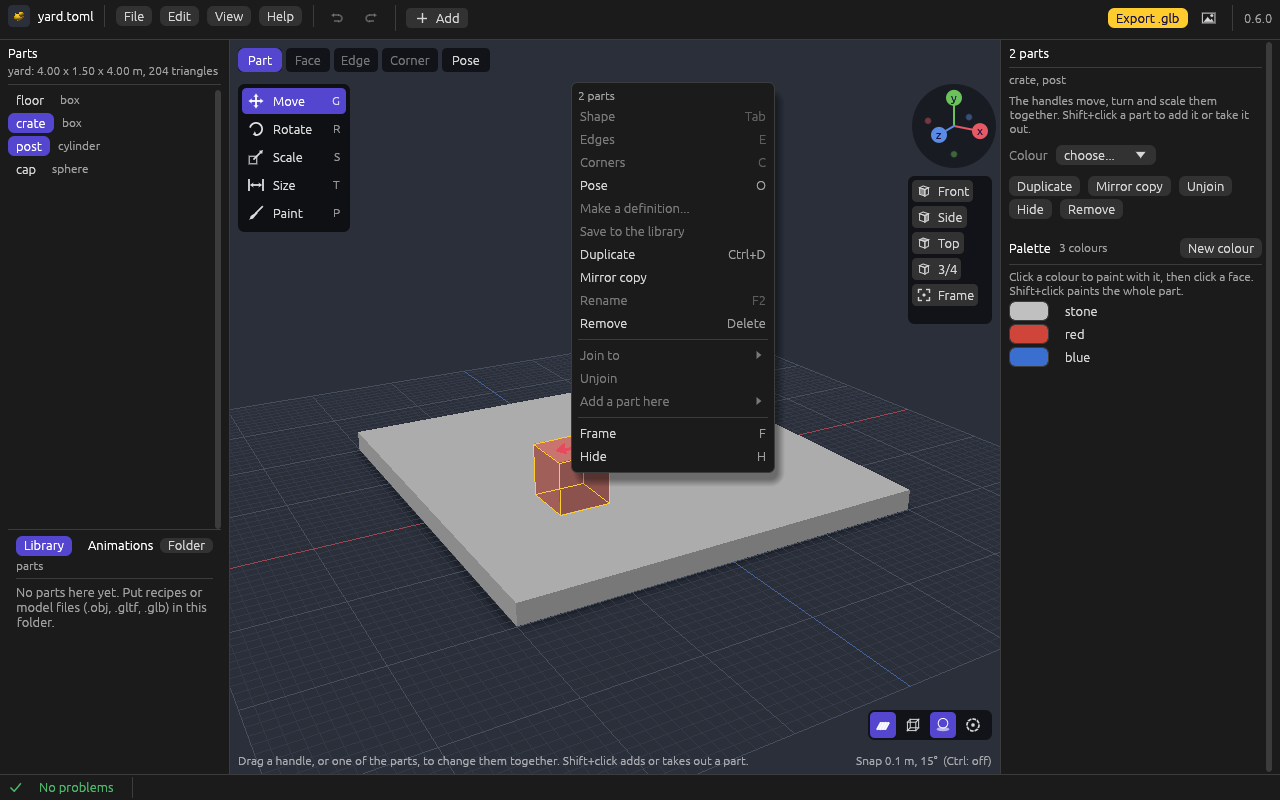 yard.toml File Edit View Help + Add Export .glb 0.6.0
Parts
yard: 4.00 x 1.50 x 4.00 m, 204 triangles
floor box
crate box
post cylinder
cap sphere
Library Animations Folder
parts
No parts here yet. Put recipes or
model files (.obj, .gltf, .glb) in this
folder.
Part Face Edge Corner Pose
Move G
Rotate R
Scale S
Size T
Paint P
2 parts
Shape Tab
Edges E
Corners C
Pose O
Make a definition...
Save to the library
Duplicate Ctrl+D
Mirror copy
Rename F2
Remove Delete
Join to
Unjoin
Add a part here
Frame F
Hide H
y
x
z
Front
Side
Top
3/4
Frame
Drag a handle, or one of the parts, to change them together. Shift+click adds or takes out a part.
Snap 0.1 m, 15° (Ctrl: off)
2 parts
crate, post
The handles move, turn and scale them
together. Shift+click a part to add it or take it
out.
Colour choose...
Duplicate Mirror copy Unjoin
Hide Remove
Palette 3 colours New colour
Click a colour to paint with it, then click a face.
Shift+click paints the whole part.
stone
red
blue
No problems